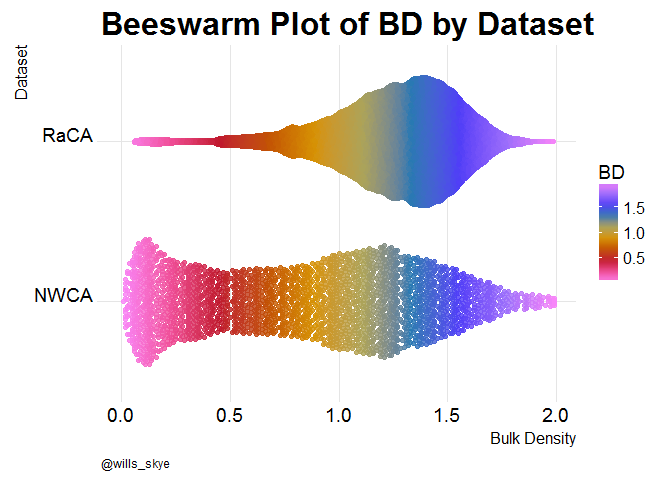 Beeswarm Plot of BD by Dataset
Dataset
RaCA
NWCA
BD
1.5
1.0
0.5
0.0 0.5 1.0 1.5 2.0
Bulk Density
@wills_skye